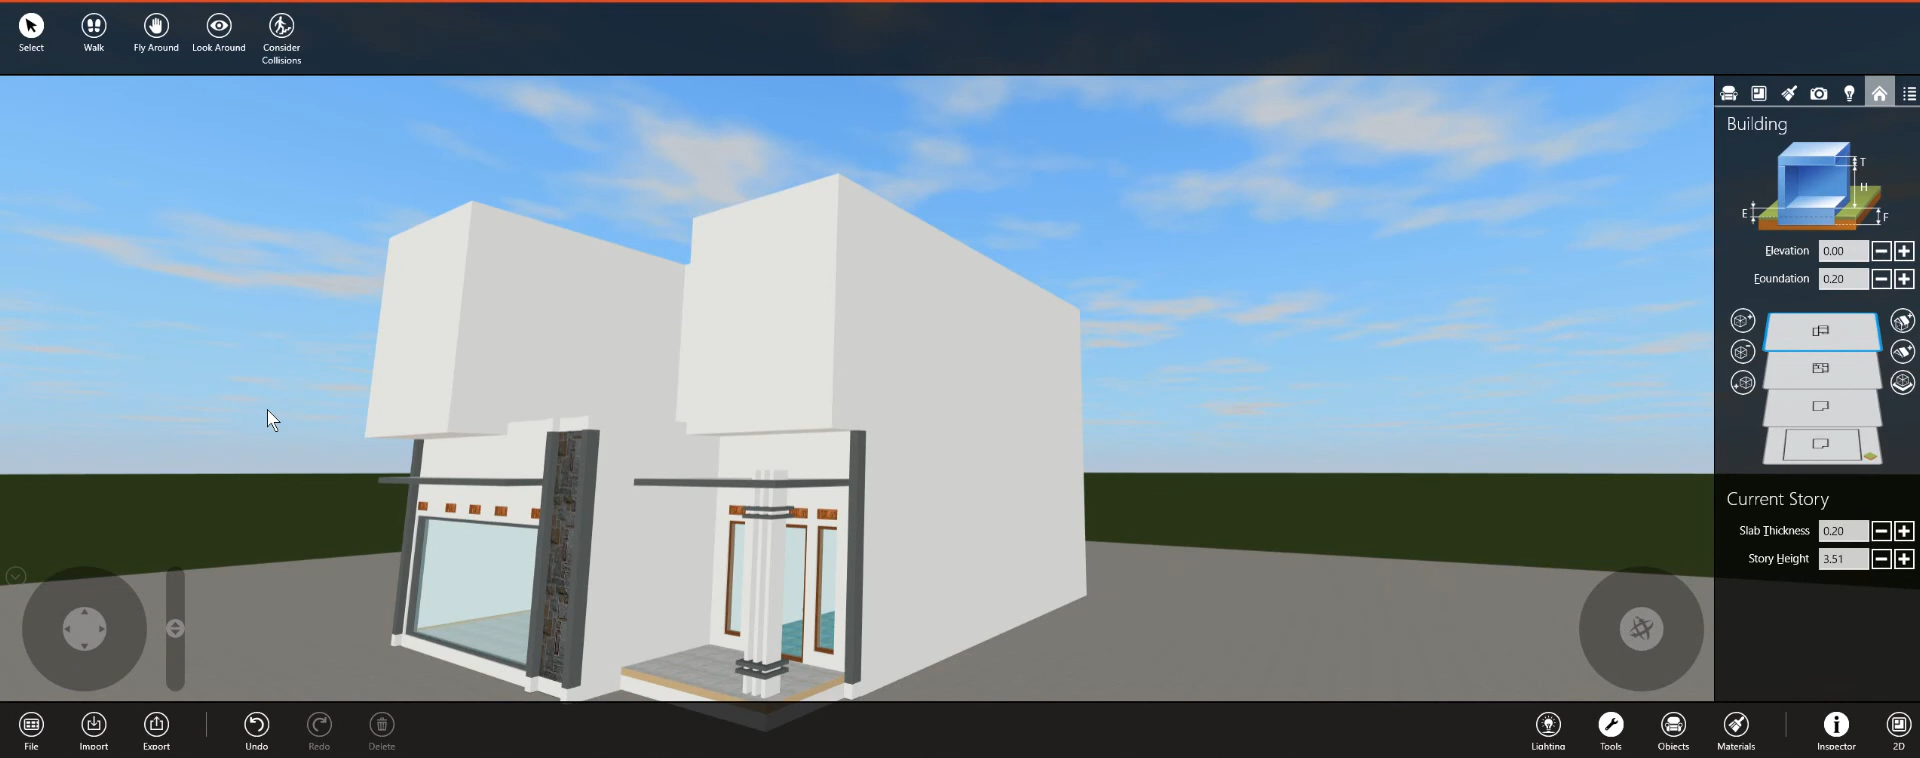 Select
Walk
Fly Around
Look Around
Consider
Collisions
Building
T
H
E
F
Elevation 0.00
Foundation 0.20
Current Story
Slab Thickness 0.20
Story Height 3.51
File
Import
Export
Undo
Redo
Delete
Lighting
Tools
Objects
Materials
Inspector
2D